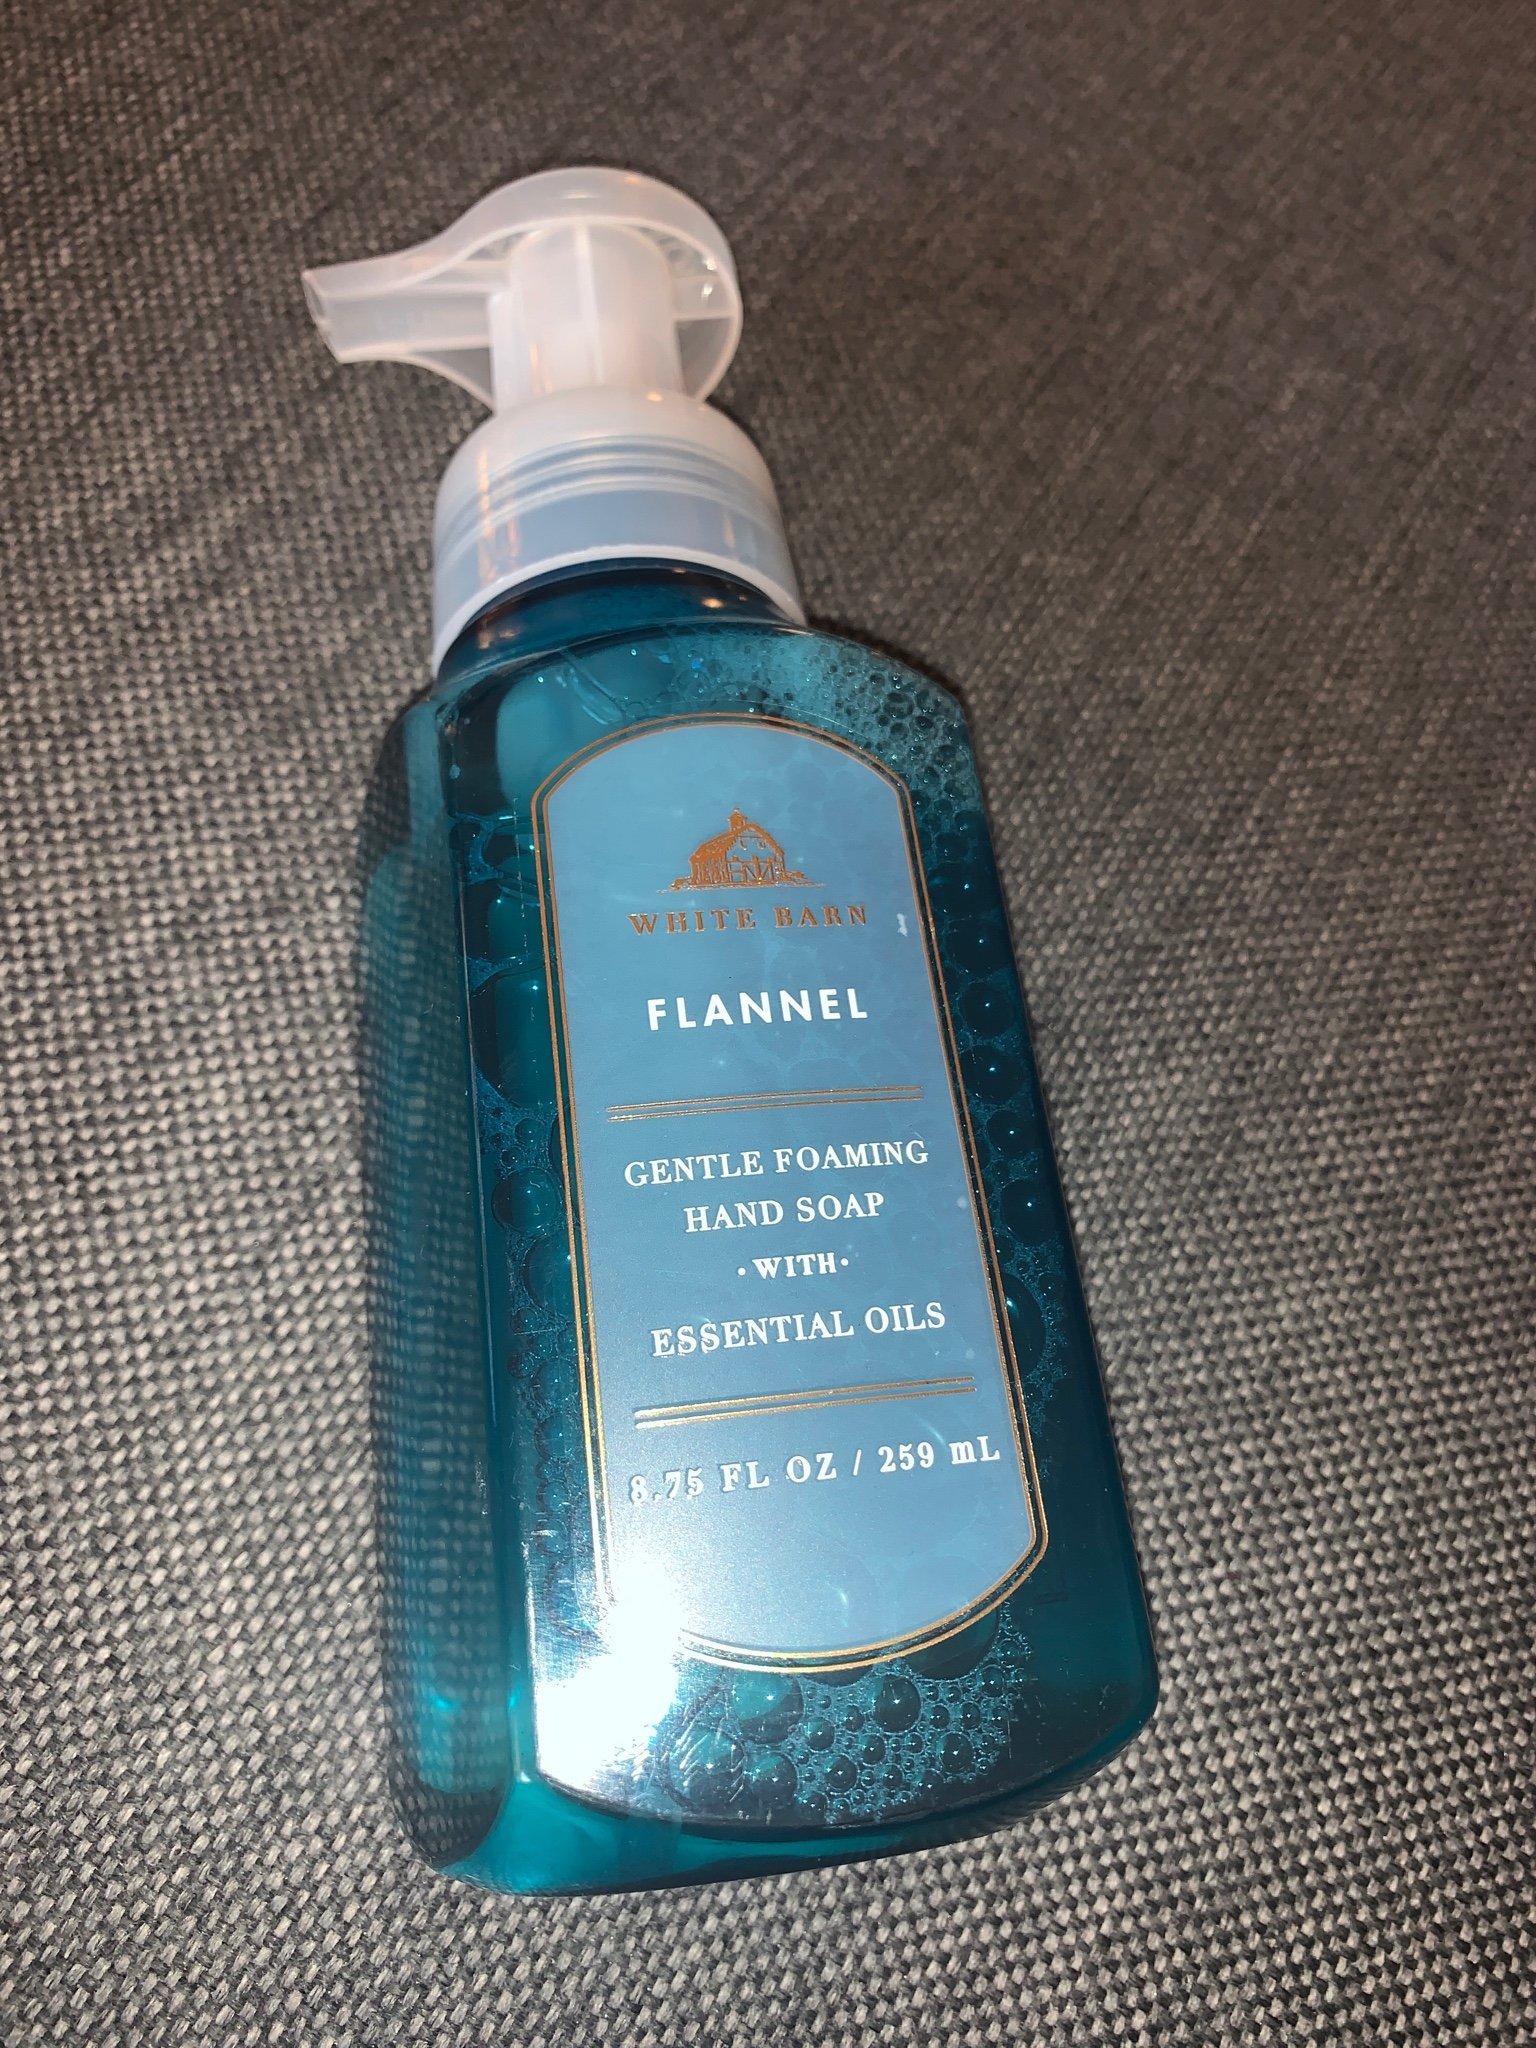 WHITE BARN
FLANNEL
GENTLE FOAMING
HAND SOAP
·WITH·
ESSENTIAL OILS
8.75 FL OZ / 259 mL